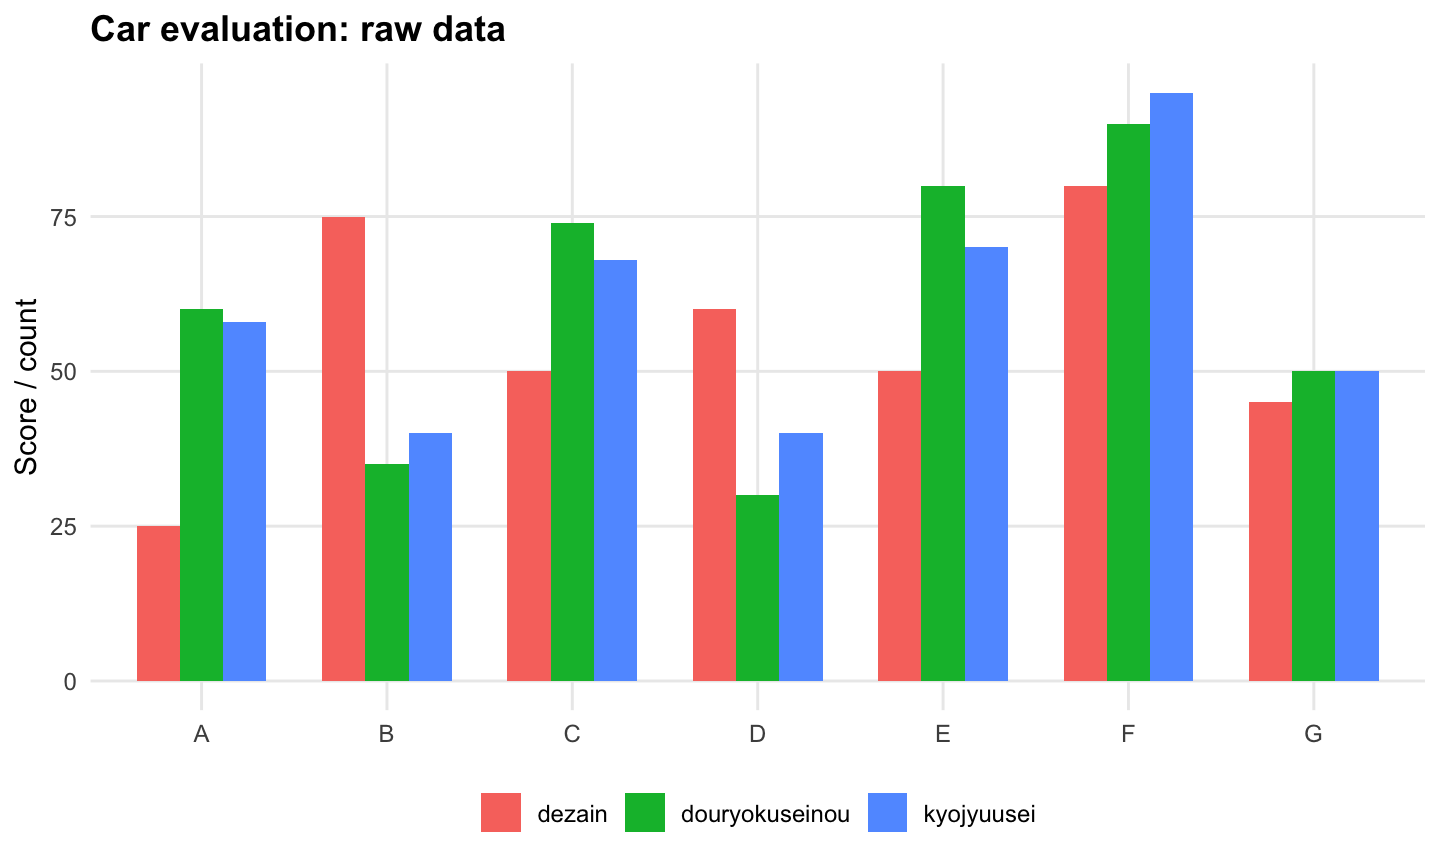 Car evaluation: raw data
Score / count
75
50
25
0
A B C D E F G
dezain douryokuseinou kyojyuusei